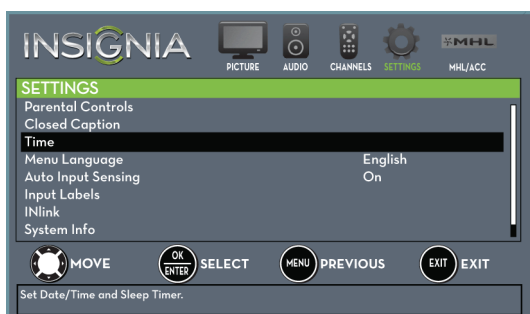 INSIGNIA
PICTURE AUDIO CHANNELS SETTINGS MHL MHL/ACC
SETTINGS
Parental Controls
Closed Caption
Time
Menu Language English
Auto Input Sensing On
Input Labels
INlink
System Info
MOVE OK ENTER SELECT MENU PREVIOUS EXIT EXIT
Set Date/Time and Sleep Timer.